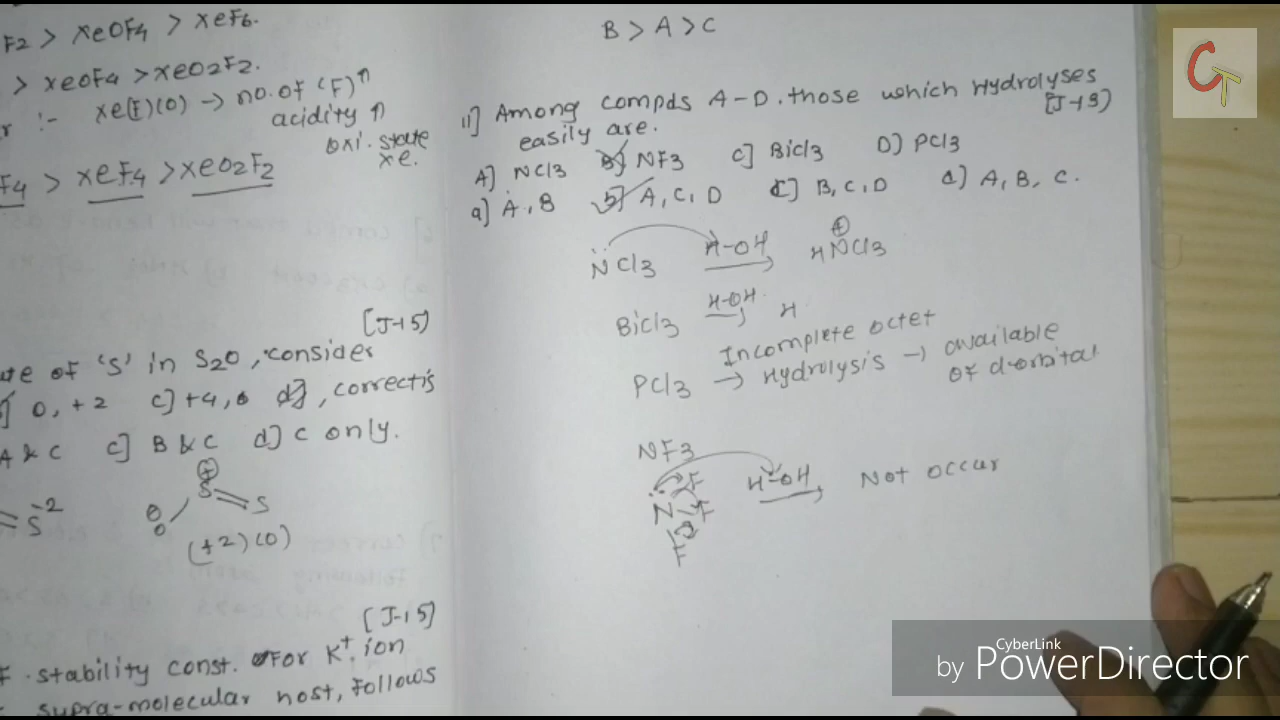 F2 > XeOF4 > XeF6.
> XeOF4 > XeO2F2.
:- Xe(F)(O) → no. of (F)↑
acidity ↑
oxi. state
Xe.
F4 > XeF4 > XeO2F2
[J-15]
of 'S' in S2O, consider
0, +2 c] +4, 0 d] , correct is
A & C c] B & C d] C only.
S-2 O S+ = S
(+2) (0)
[J-15]
stability const. for K+ ion
supra-molecular host, follows
B > A > C
11] Among compds A-D. those which Hydrolyses
easily are. [J-13]
A] NCl3 B] NF3 C] BiCl3 D] PCl3
a] A, B b] A, C, D c] B, C, D d] A, B, C.
NCl3 H-OH → HNCl3 ⊕
BiCl3 H-OH → H
Incomplete octet
PCl3 → Hydrolysis → available
of d-orbital
NF3
N F F F H-OH → Not occur
CT
CyberLink
by PowerDirector